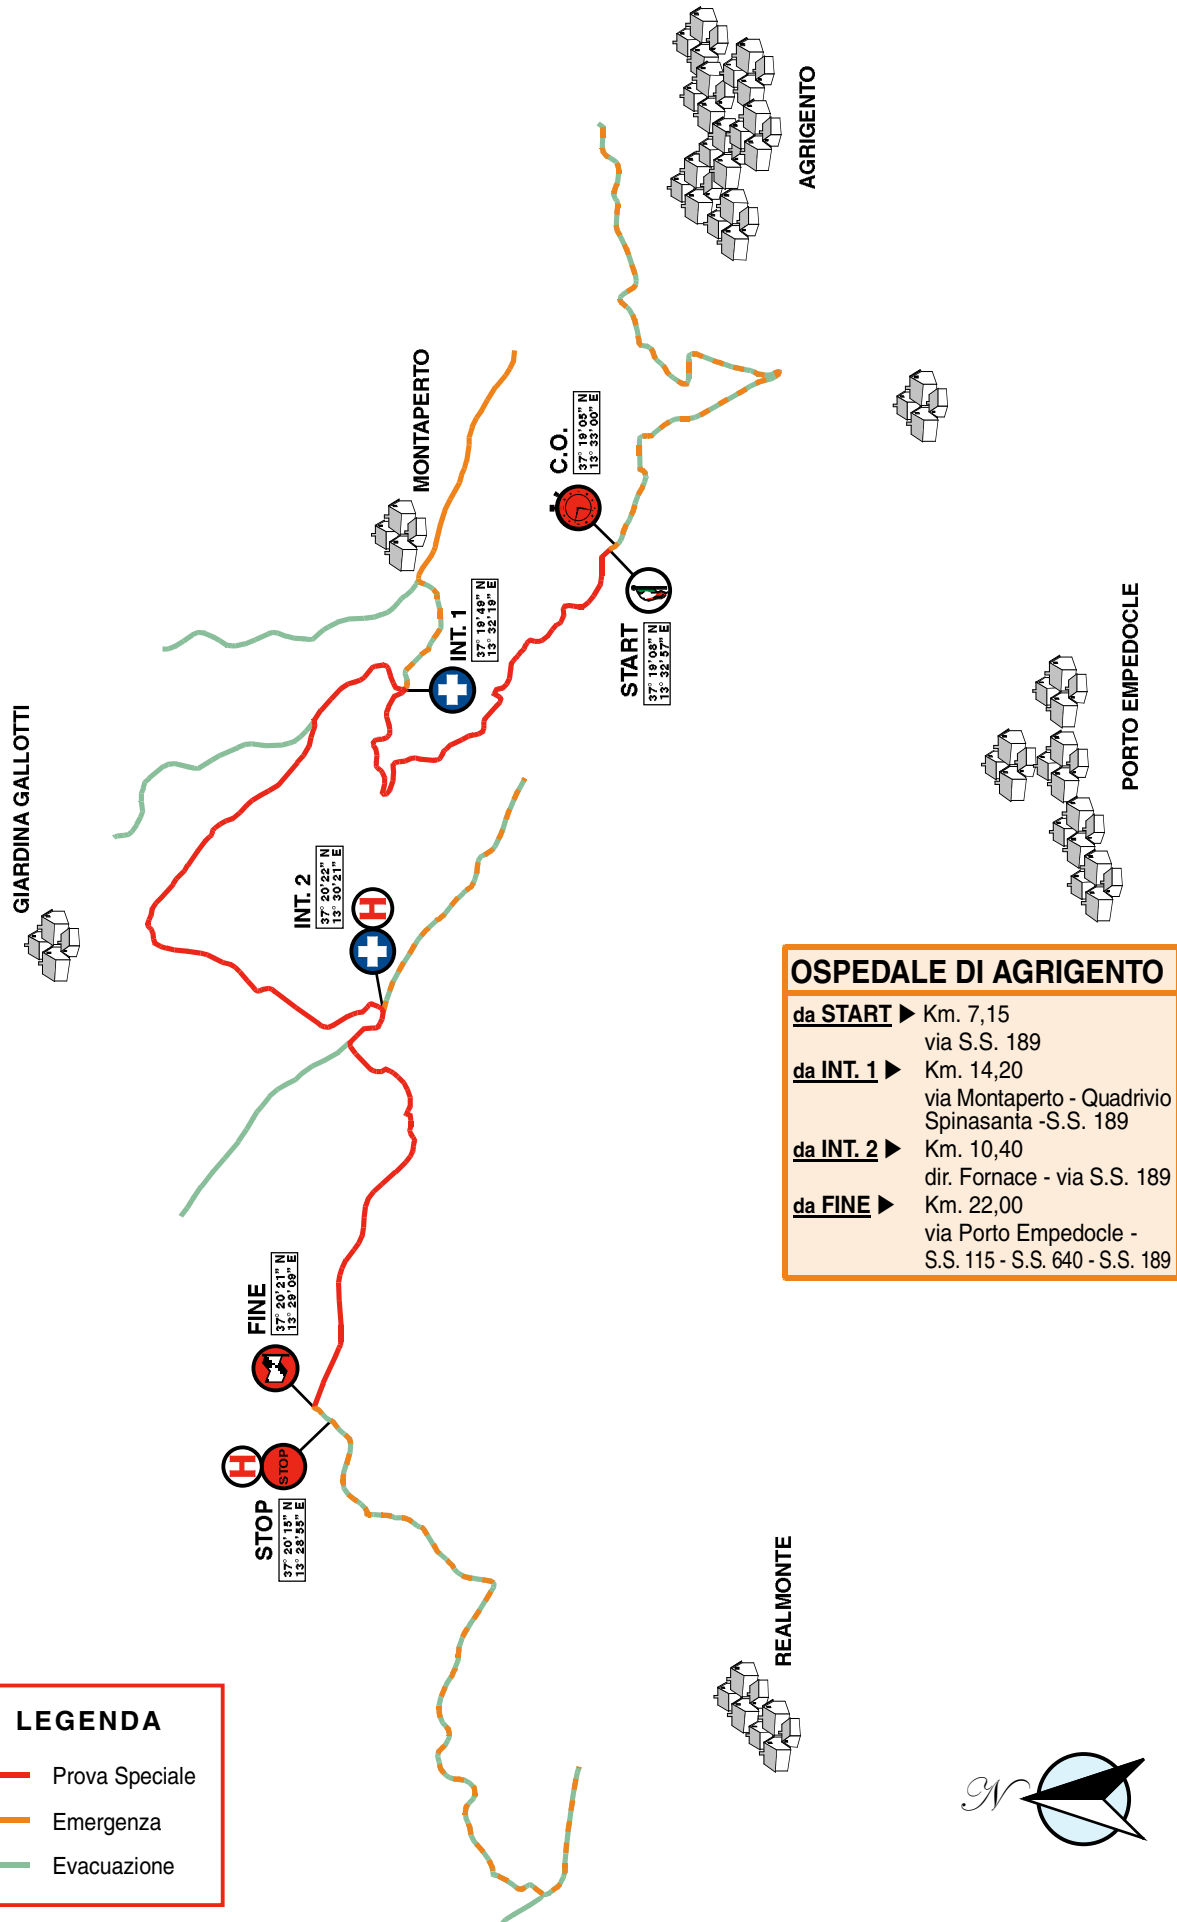 AGRIGENTO
MONTAPERTO
C.O.
37° 19'05" N
13° 33'00" E
INT. 1
37° 19'49" N
13° 32'19" E
START
37° 19'08" N
13° 32'57" E
PORTO EMPEDOCLE
GIARDINA GALLOTTI
INT. 2
37° 20'22" N
13° 30'21" E
H
OSPEDALE DI AGRIGENTO
da START ▶ Km. 7,15
via S.S. 189
da INT. 1 ▶ Km. 14,20
via Montaperto - Quadrivio
Spinasanta -S.S. 189
da INT. 2 ▶ Km. 10,40
dir. Fornace - via S.S. 189
da FINE ▶ Km. 22,00
via Porto Empedocle -
S.S. 115 - S.S. 640 - S.S. 189
FINE
37° 20'21" N
13° 29'09" E
H
STOP
STOP
37° 20'15" N
13° 28'55" E
REALMONTE
LEGENDA
Prova Speciale
Emergenza
Evacuazione
N